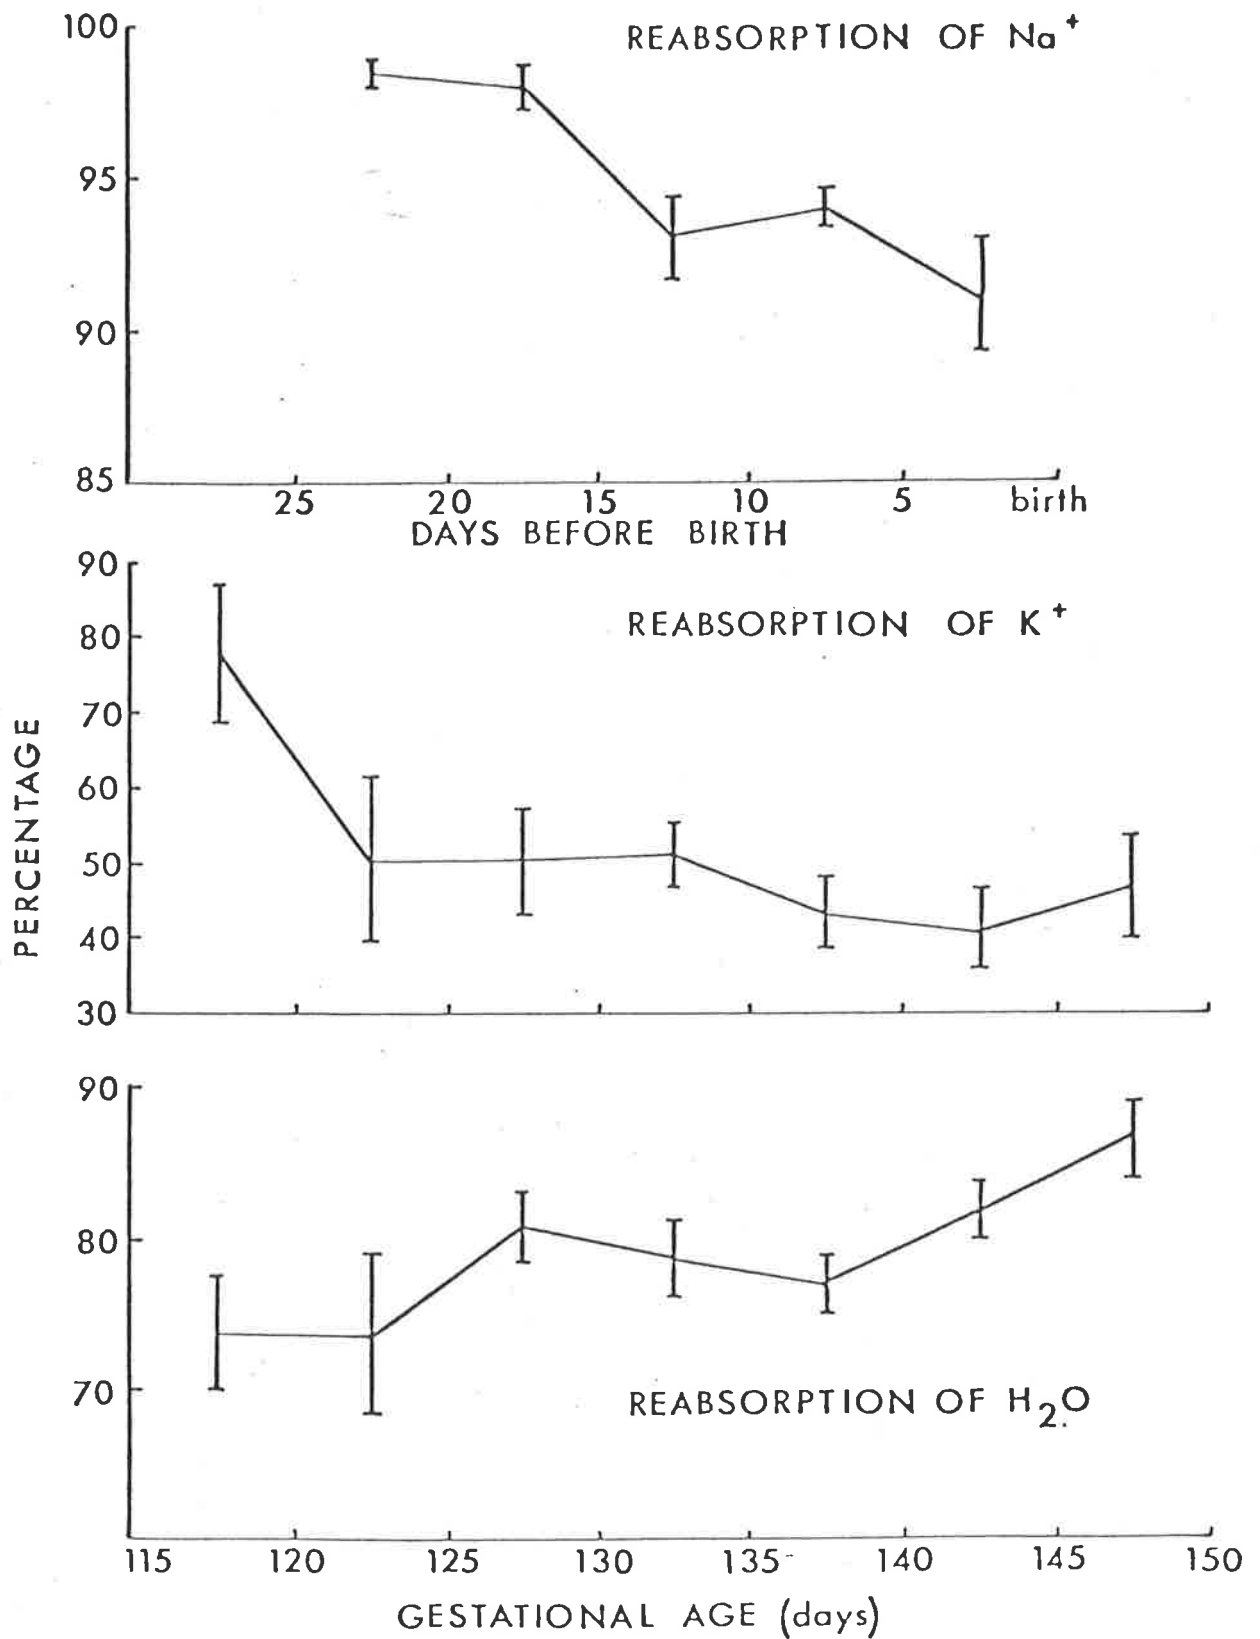 REABSORPTION OF Na⁺
100
95
90
85
25 20 15 10 5 birth
DAYS BEFORE BIRTH
REABSORPTION OF K⁺
90
80
70
60
50
40
30
PERCENTAGE
90
80
70
REABSORPTION OF H₂O
115 120 125 130 135 140 145 150
GESTATIONAL AGE (days)